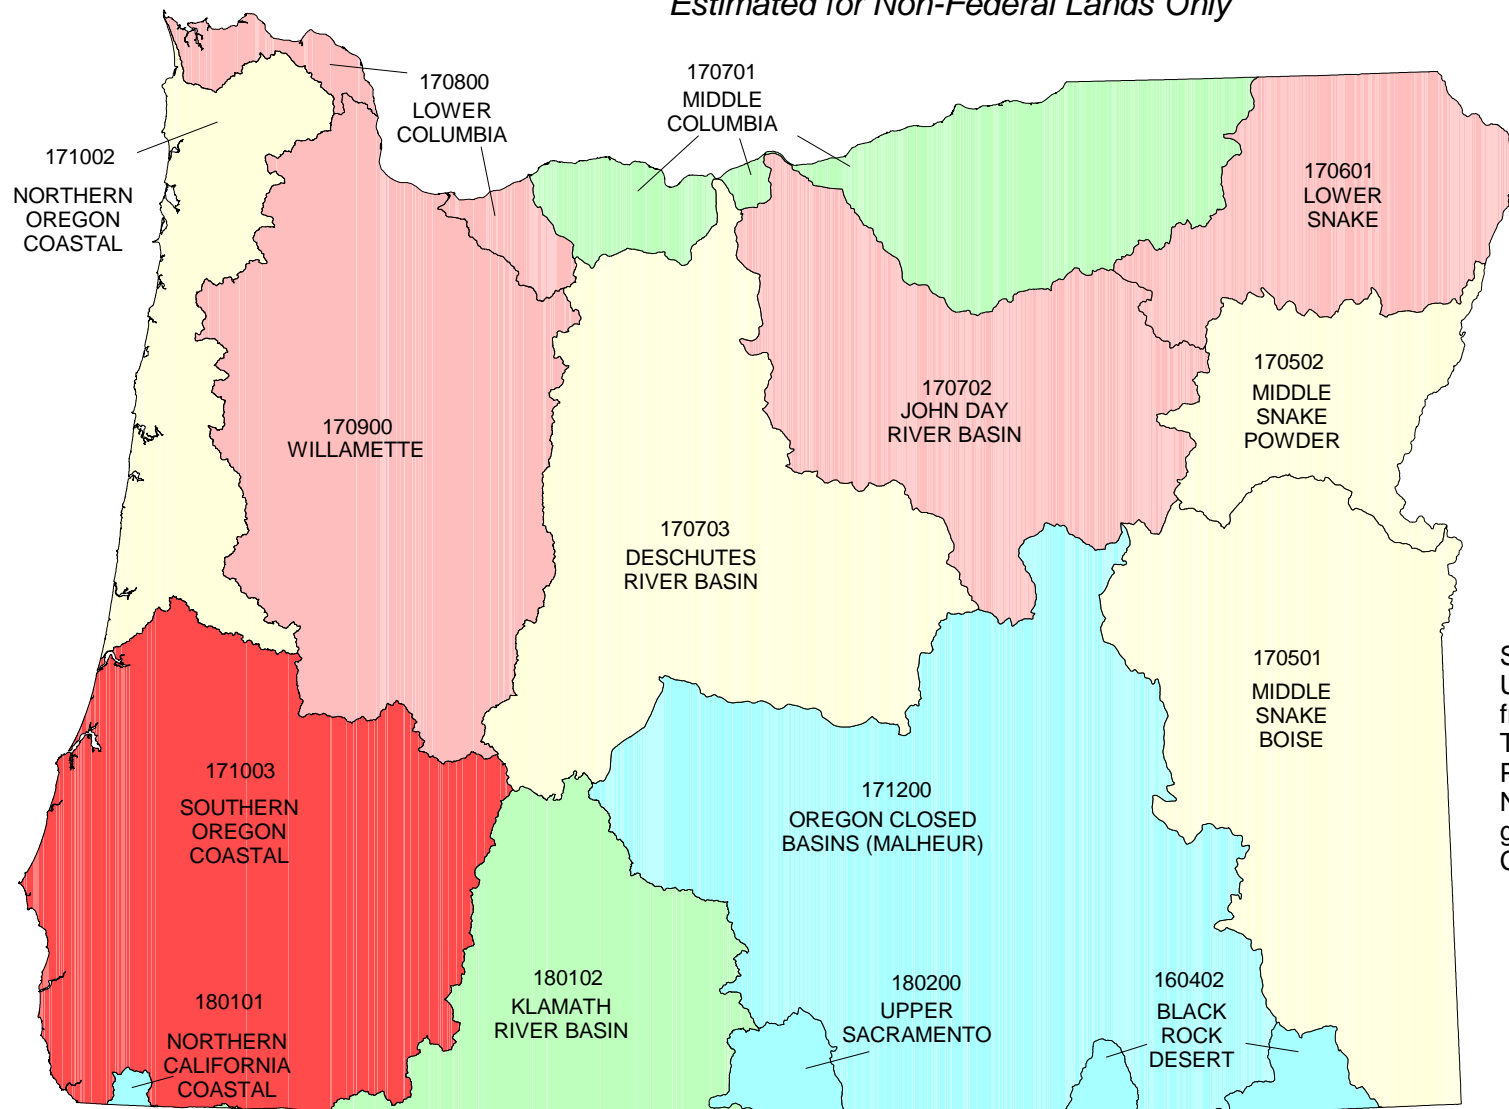 Estimated for Non-Federal Lands Only
170800
LOWER
COLUMBIA
170701
MIDDLE
COLUMBIA
171002
NORTHERN
OREGON
COASTAL
170601
LOWER
SNAKE
170502
MIDDLE
SNAKE
POWDER
170702
JOHN DAY
RIVER BASIN
170900
WILLAMETTE
170703
DESCHUTES
RIVER BASIN
170501
MIDDLE
SNAKE
BOISE
171003
SOUTHERN
OREGON
COASTAL
171200
OREGON CLOSED
BASINS (MALHEUR)
180101
NORTHERN
CALIFORNIA
COASTAL
180102
KLAMATH
RIVER BASIN
180200
UPPER
SACRAMENTO
160402
BLACK
ROCK
DESERT